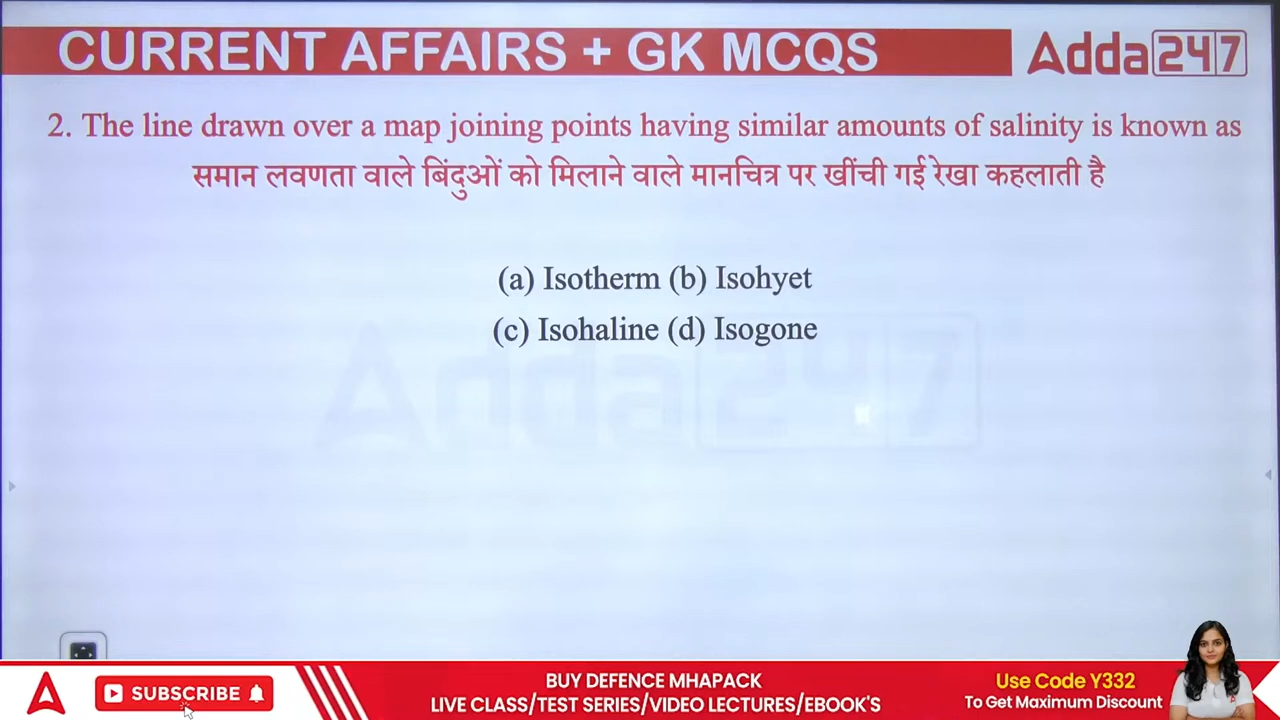 CURRENT AFFAIRS + GK MCQS
Adda247
2. The line drawn over a map joining points having similar amounts of salinity is known as
समान लवणता वाले बिंदुओं को मिलाने वाले मानचित्र पर खींची गई रेखा कहलाती है
(a) Isotherm (b) Isohyet
(c) Isohaline (d) Isogone
Adda247
SUBSCRIBE
BUY DEFENCE MHAPACK
LIVE CLASS/TEST SERIES/VIDEO LECTURES/EBOOK'S
Use Code Y332
To Get Maximum Discount